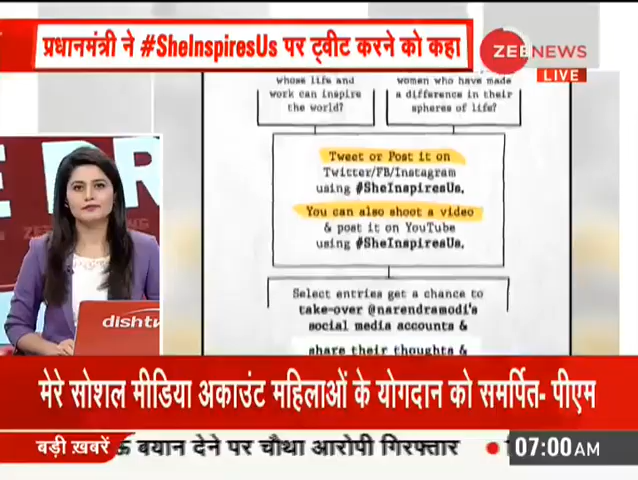 प्रधानमंत्री ने #SheInspiresUs पर ट्वीट करने को कहा
ZEE NEWS
LIVE
whose life and
work can inspire
the world?
women who have made
a difference in their
spheres of life?
Tweet or Post it on
Twitter/FB/Instagram
using #SheInspiresUs.
You can also shoot a video
& post it on YouTube
using #SheInspiresUs.
Select entries get a chance to
take-over @narendramodi's
social media accounts &
share their thoughts &
dishtv
मेरे सोशल मीडिया अकाउंट महिलाओं के योगदान को समर्पित- पीएम
बड़ी ख़बरें
बयान देने पर चौथा आरोपी गिरफ्तार
07:00 AM